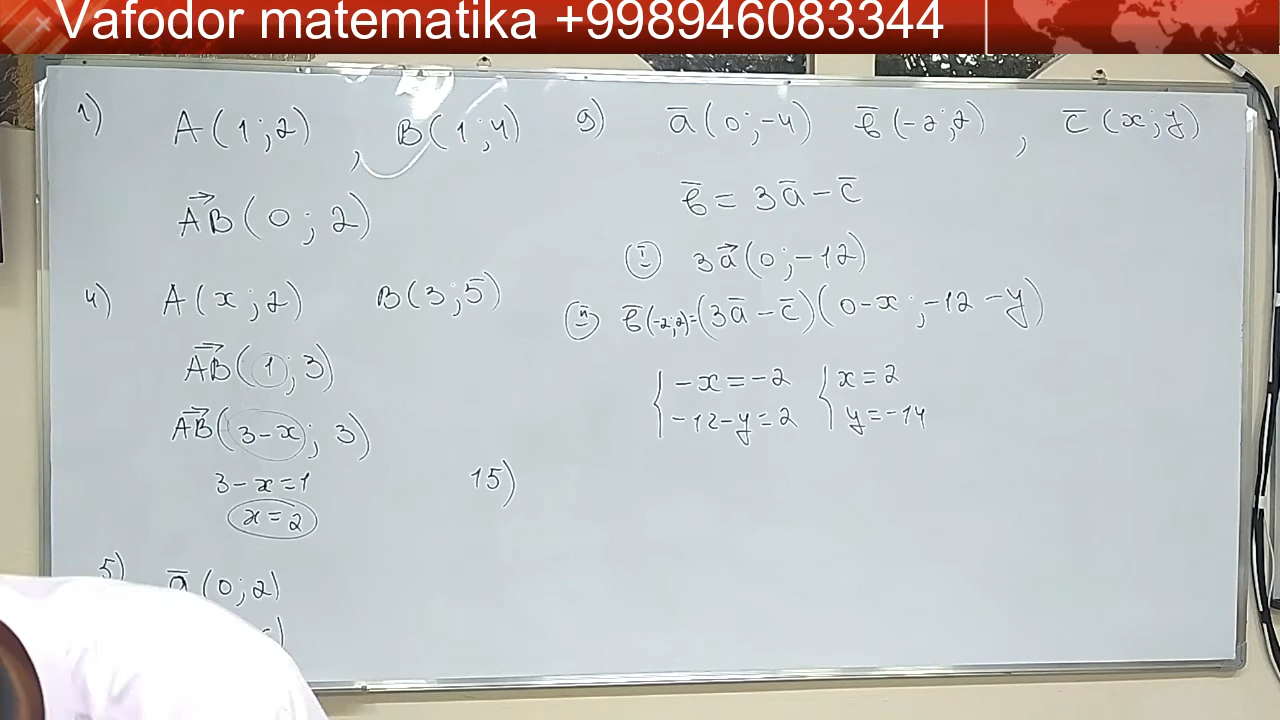 Vafodor matematika +998946083344
1) A(1;2) , B(1;4)
AB(0;2)
4) A(x;2) B(3;5)
AB(1;3)
AB(3-x; 3)
3-x=1
x=2
5) a(0;2)
9) a(0;-4) в(-2;2) , c(x;y)
в = 3a - c
I 3a(0;-12)
II в(-2;2)=(3a-c)(0-x;-12-y)
{-x=-2 {x=2
-12-y=2 y=-14
15)